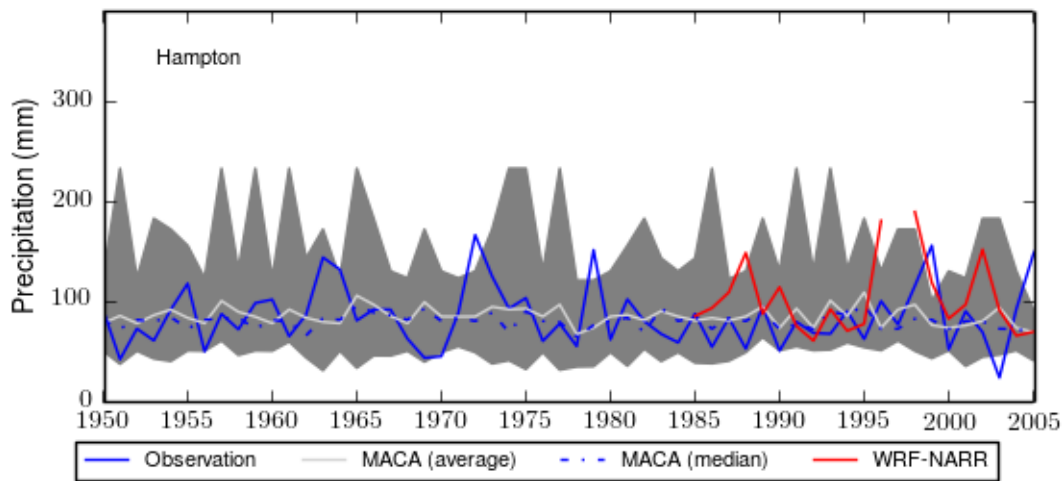 Hampton
Precipitation (mm)
300
200
100
0
1950 1955 1960 1965 1970 1975 1980 1985 1990 1995 2000 2005
Observation MACA (average) MACA (median) WRF-NARR